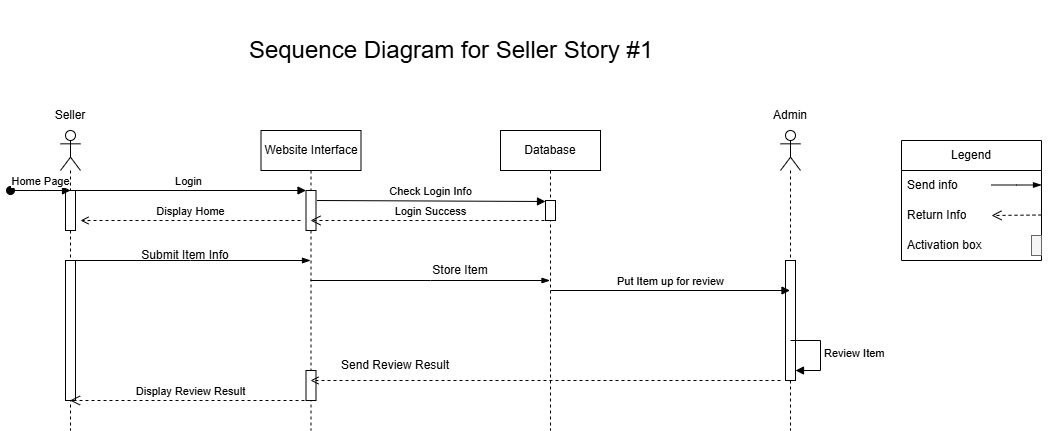 Sequence Diagram for Seller Story #1
Seller
Admin
Website Interface
Database
Legend
Home Page
Login
Send info
Check Login Info
Display Home
Login Success
Return Info
Activation box
Submit Item Info
Store Item
Put Item up for review
Review Item
Send Review Result
Display Review Result